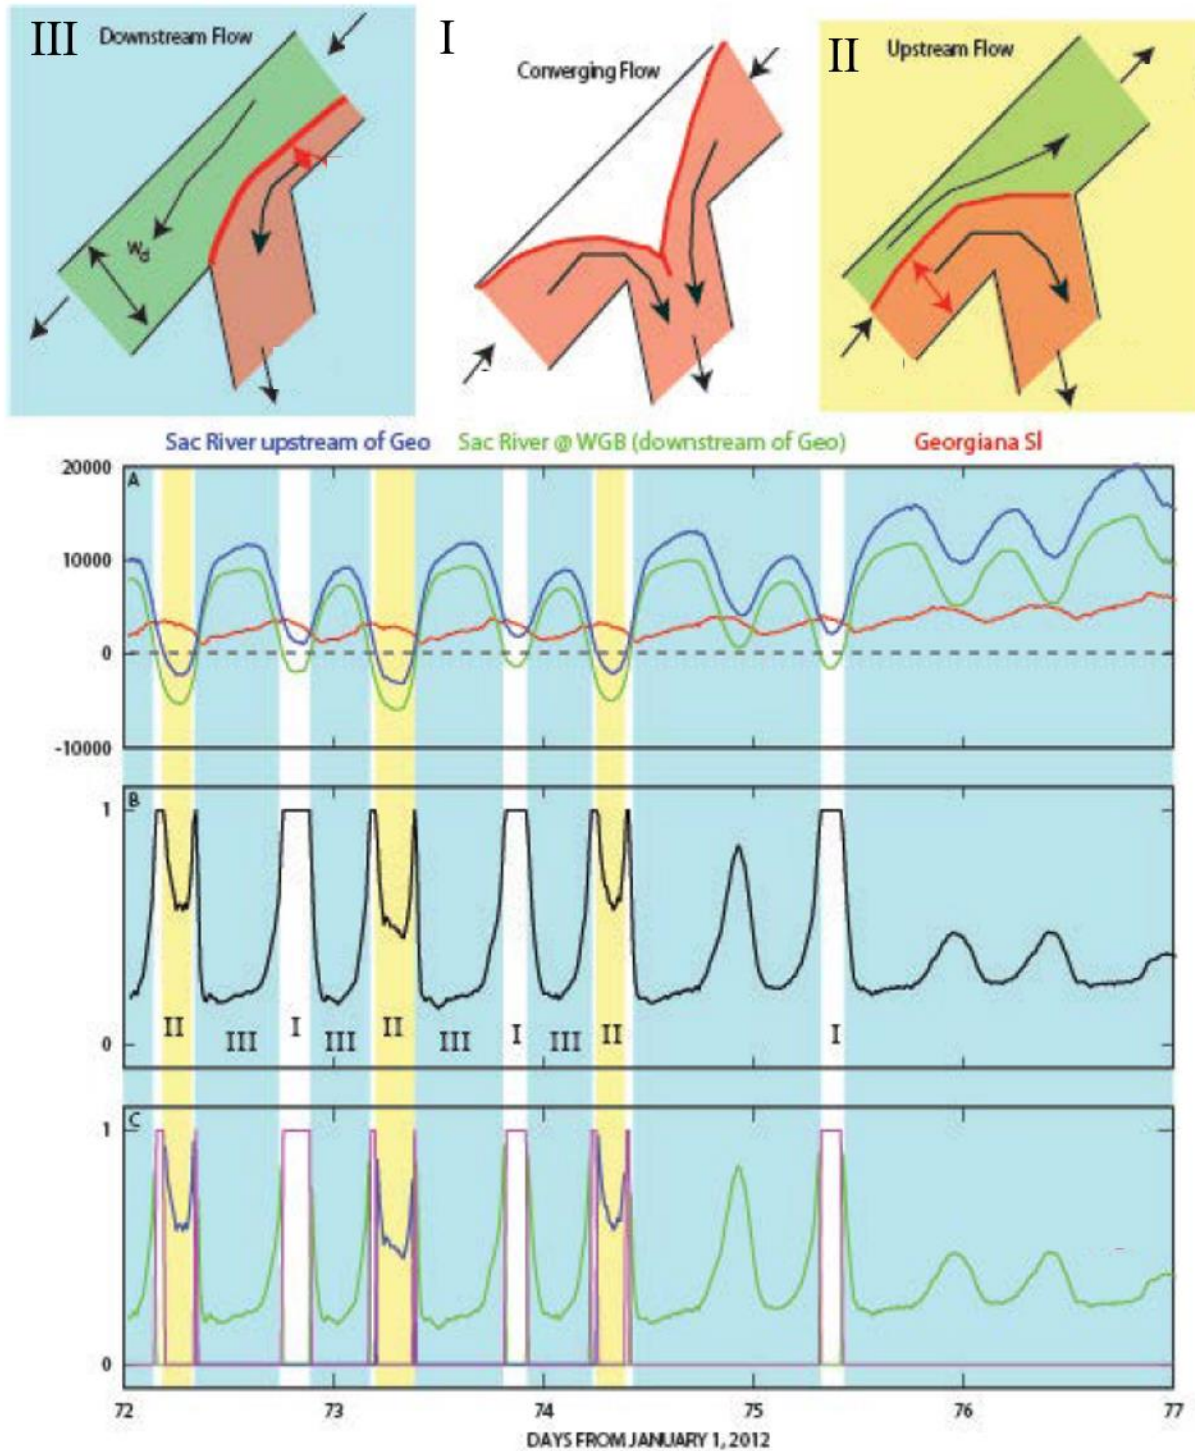 III
Downstream Flow
Wd
I
Converging Flow
II
Upstream Flow
Sac River upstream of Geo
Sac River @ WGB (downstream of Geo)
Georgiana Sl
20000
10000
0
-10000
A
1
0
B
II
III
I
III
II
III
I
III
II
I
1
0
C
72
73
74
75
76
77
DAYS FROM JANUARY 1, 2012